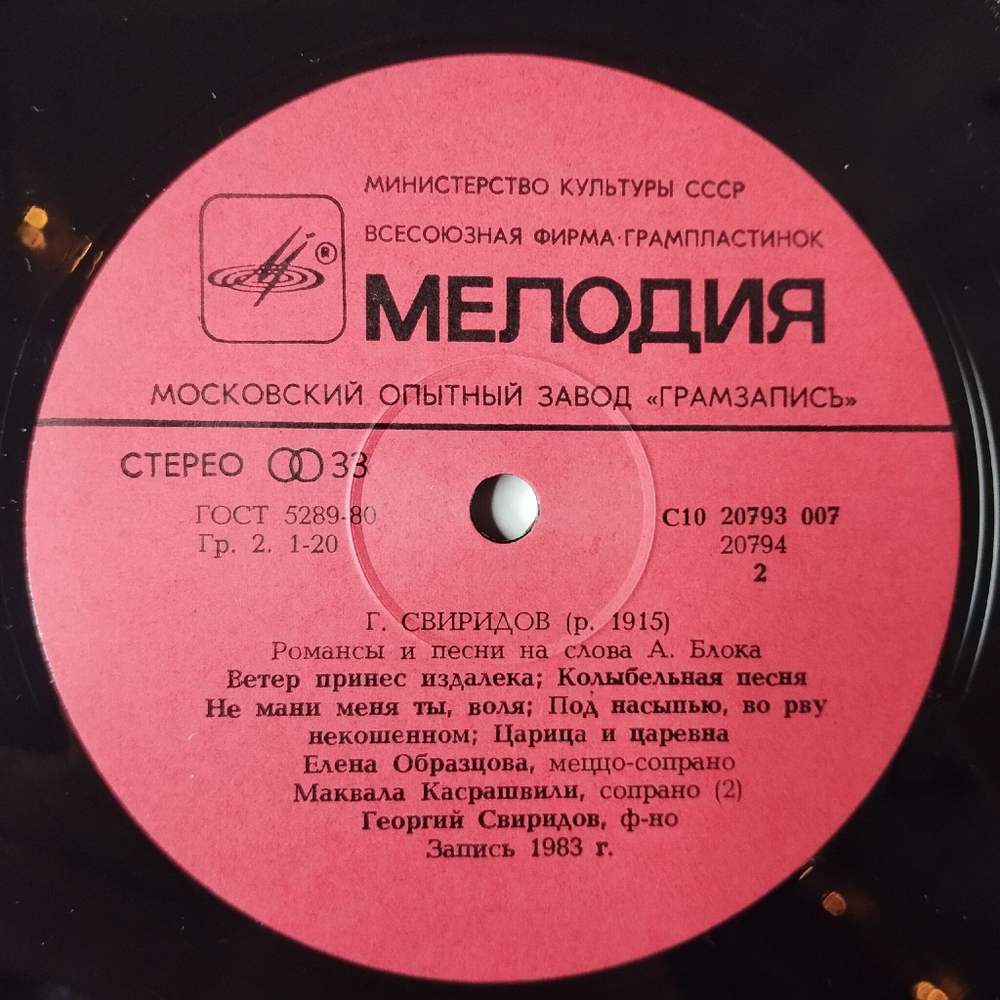 МИНИСТЕРСТВО КУЛЬТУРЫ СССР
ВСЕСОЮЗНАЯ ФИРМА·ГРАМПЛАСТИНОК
®
МЕЛОДИЯ
МОСКОВСКИЙ ОПЫТНЫЙ ЗАВОД «ГРАМЗАПИСЬ»
СТЕРЕО 33
ГОСТ 5289-80
Гр. 2. 1-20
С10 20793 007
20794
2
Г. СВИРИДОВ (р. 1915)
Романсы и песни на слова А. Блока
Ветер принес издалека; Колыбельная песня
Не мани меня ты, воля; Под насыпью, во рву
некошенном; Царица и царевна
Елена Образцова, меццо-сопрано
Маквала Касрашвили, сопрано (2)
Георгий Свиридов, ф-но
Запись 1983 г.